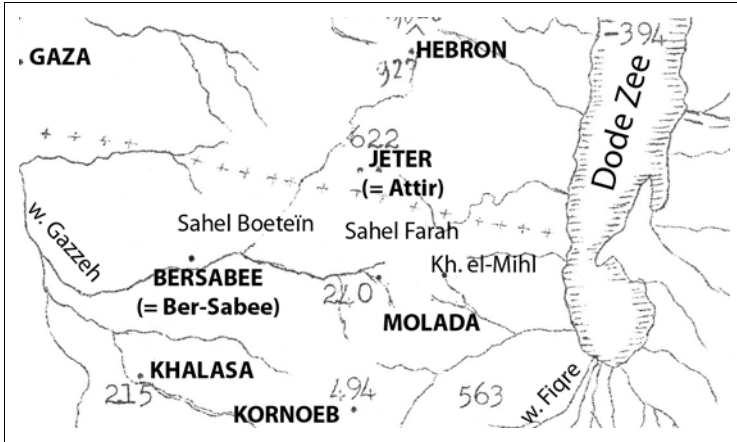 -394
GAZA
HEBRON
927
Dode Zee
622
JETER
(= Attir)
w. Gazzeh
Sahel Boeteïn
Sahel Farah
Kh. el-Mihl
BERSABEE
(= Ber-Sabee)
240
MOLADA
KHALASA
215
494
KORNOEB
563
w. Fiqre